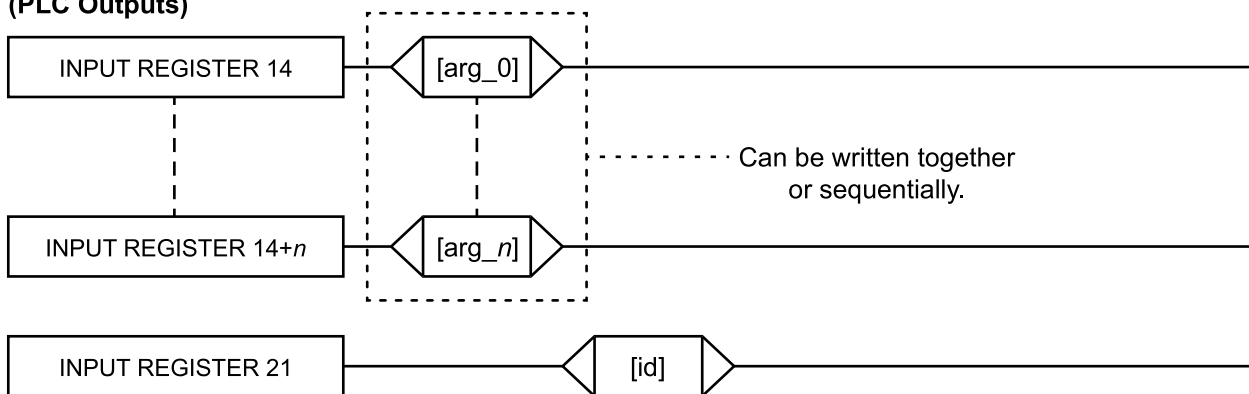 (PLC Outputs)
INPUT REGISTER 14
[arg_0]
Can be written together
or sequentially.
INPUT REGISTER 14+n
[arg_n]
INPUT REGISTER 21
[id]